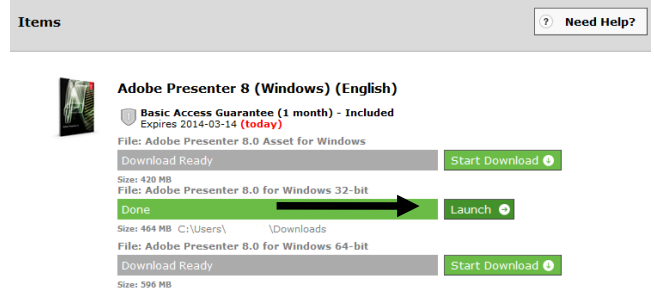 Items
? Need Help?
Adobe Presenter 8 (Windows) (English)
Basic Access Guarantee (1 month) - Included
Expires 2014-03-14 (today)
File: Adobe Presenter 8.0 Asset for Windows
Download Ready
Start Download
Size: 420 MB
File: Adobe Presenter 8.0 for Windows 32-bit
Done
Launch
Size: 464 MB C:\Users\ \Downloads
File: Adobe Presenter 8.0 for Windows 64-bit
Download Ready
Start Download
Size: 596 MB